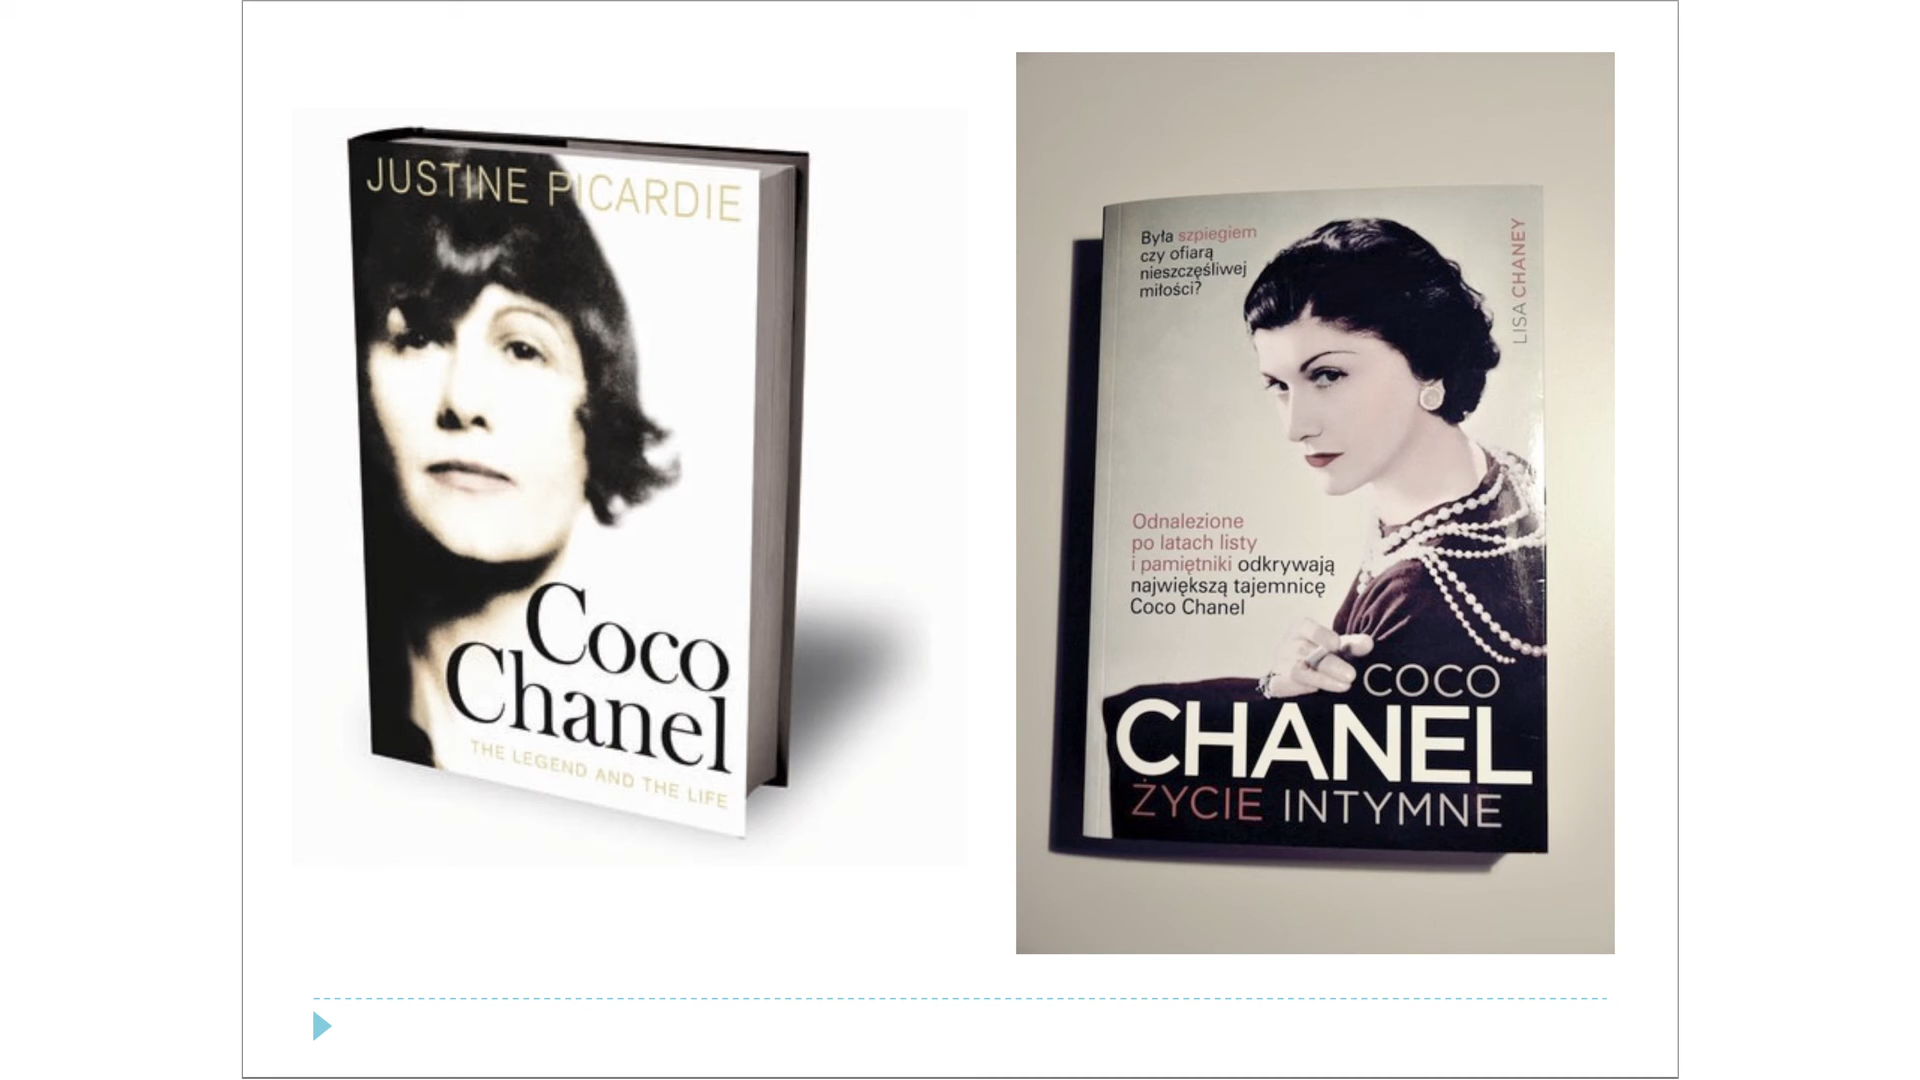 JUSTINE PICARDIE
Coco
Chanel
THE LEGEND AND THE LIFE
Była szpiegiem
czy ofiarą
nieszczęśliwej
miłości?
LISA CHANEY
Odnalezione
po latach listy
i pamiętniki odkrywają
największą tajemnicę
Coco Chanel
COCO
CHANEL
ŻYCIE INTYMNE